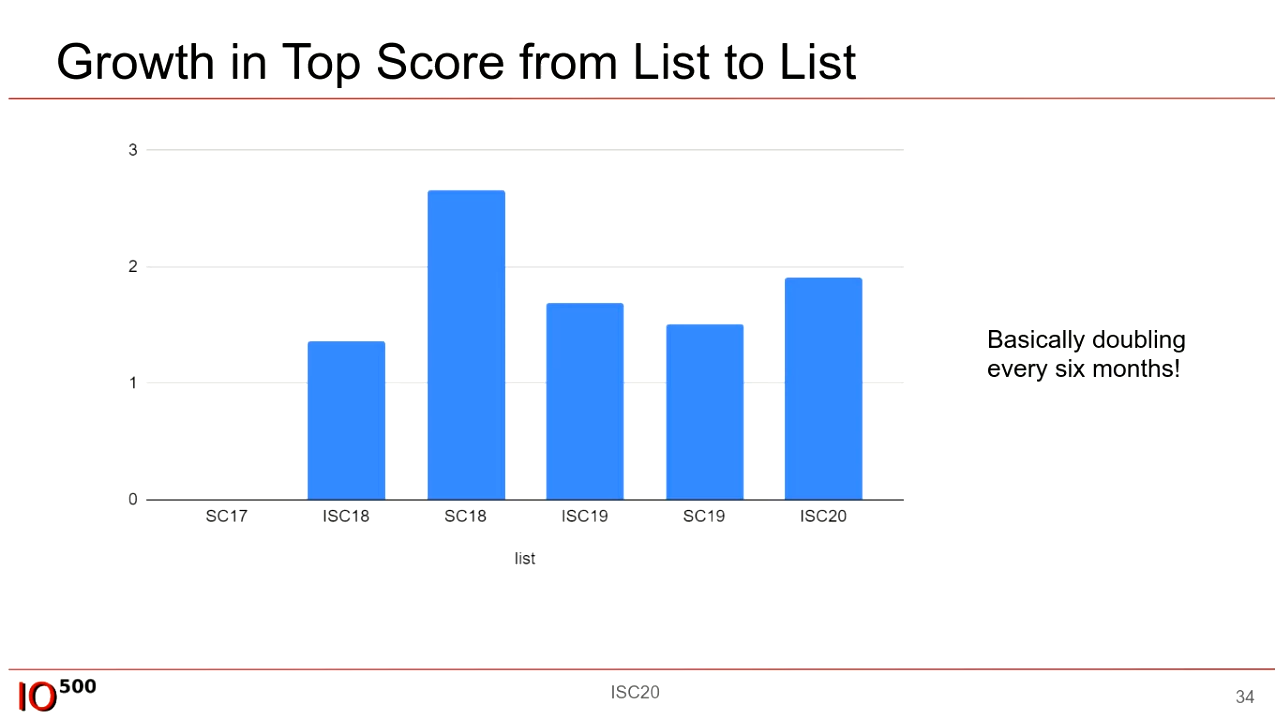 Growth in Top Score from List to List
3
2
1
0
SC17 ISC18 SC18 ISC19 SC19 ISC20
list
Basically doubling
every six months!
IO500
ISC20
34